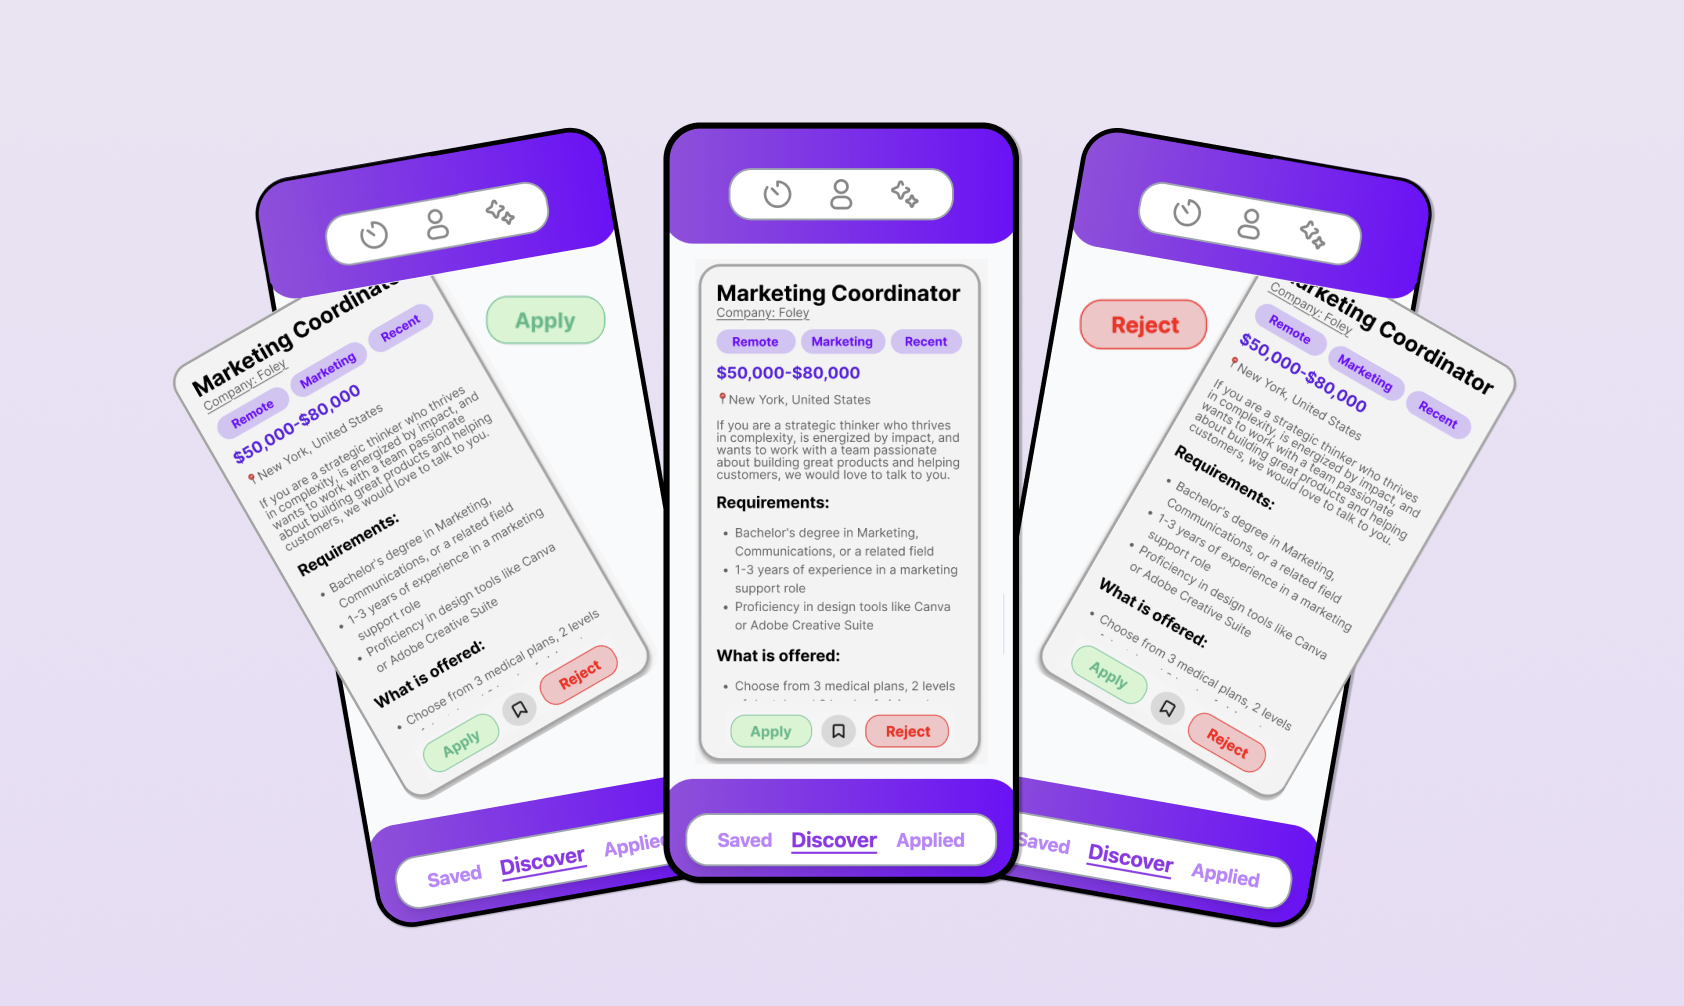 Marketing Coordinator
Company: Foley
Remote
Marketing
Recent
$50,000-$80,000
New York, United States
If you are a strategic thinker who thrives
in complexity, is energized by impact, and
wants to work with a team passionate
about building great products and helping
customers, we would love to talk to you.
Requirements:
• Bachelor's degree in Marketing,
Communications, or a related field
• 1-3 years of experience in a marketing
support role
• Proficiency in design tools like Canva
or Adobe Creative Suite
What is offered:
• Choose from 3 medical plans, 2 levels
Apply
Reject
Apply
Saved
Discover
Applied
Marketing Coordinator
Company: Foley
Remote
Marketing
Recent
$50,000-$80,000
New York, United States
If you are a strategic thinker who thrives
in complexity, is energized by impact, and
wants to work with a team passionate
about building great products and helping
customers, we would love to talk to you.
Requirements:
• Bachelor's degree in Marketing,
Communications, or a related field
• 1-3 years of experience in a marketing
support role
• Proficiency in design tools like Canva
or Adobe Creative Suite
What is offered:
• Choose from 3 medical plans, 2 levels
Apply
Reject
Saved
Discover
Applied
Reject
Marketing Coordinator
Company: Foley
Remote
Marketing
Recent
$50,000-$80,000
New York, United States
If you are a strategic thinker who thrives
in complexity, is energized by impact, and
wants to work with a team passionate
about building great products and helping
customers, we would love to talk to you.
Requirements:
• Bachelor's degree in Marketing,
Communications, or a related field
• 1-3 years of experience in a marketing
support role
• Proficiency in design tools like Canva
or Adobe Creative Suite
What is offered:
• Choose from 3 medical plans, 2 levels
Apply
Reject
Saved
Discover
Applied